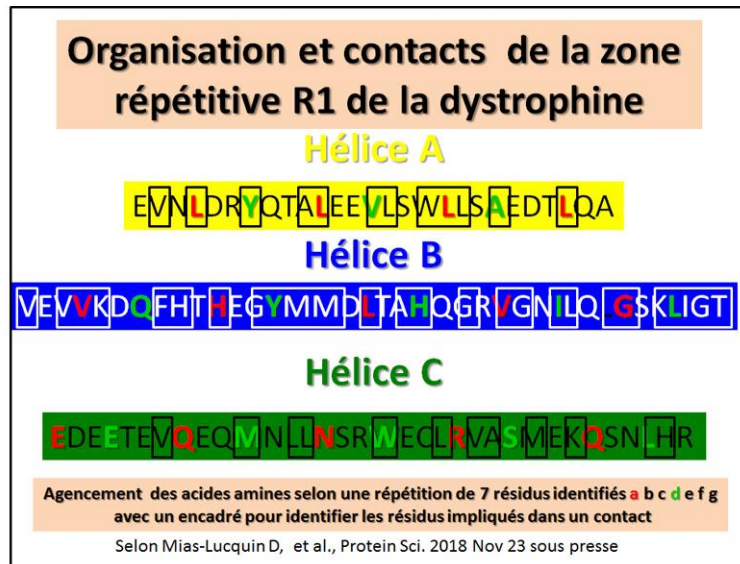 Organisation et contacts de la zone
répétitive R1 de la dystrophine
Hélice A
EVNLDRYQTALEEVLSWLLSAEDTLQA
Hélice B
VEVVKDQFHTHEGYMMDLTAHQGRVGNILQLGSKLIGT
Hélice C
EDEETEVQEQMNLLNSRWECLRVASMEKQSNLHR
Agencement des acides amines selon une répétition de 7 résidus identifiés a b c d e f g
avec un encadré pour identifier les résidus impliqués dans un contact
Selon Mias-Lucquin D, et al., Protein Sci. 2018 Nov 23 sous presse